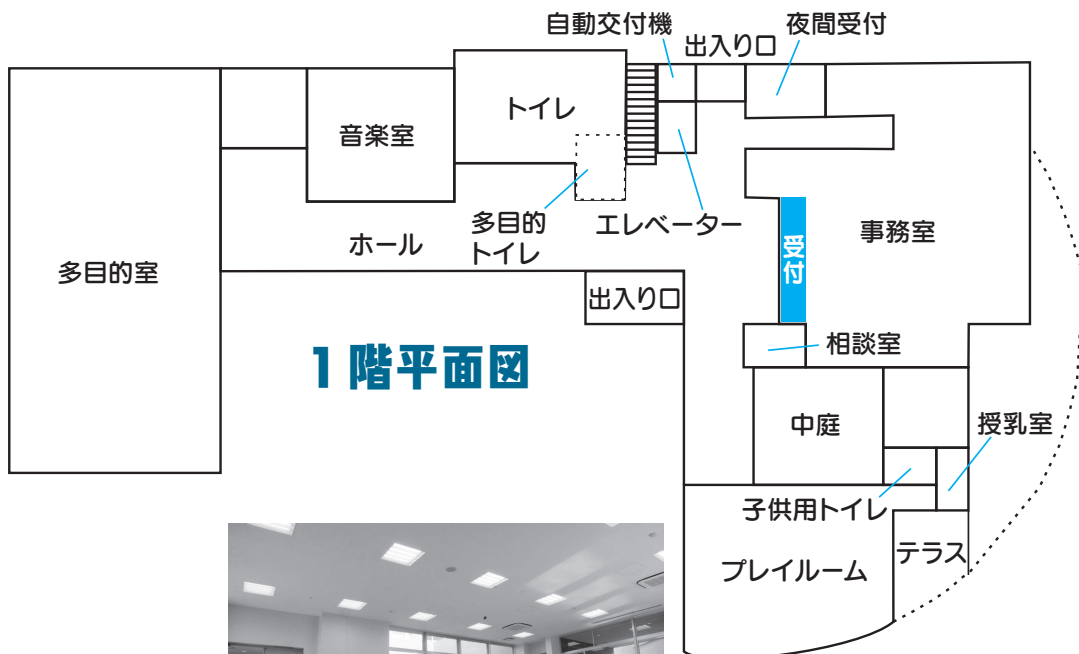 自動交付機
出入り口
夜間受付
トイレ
音楽室
多目的
トイレ
エレベーター
ホール
受付
事務室
多目的室
出入り口
相談室
1階平面図
中庭
授乳室
子供用トイレ
プレイルーム
テラス